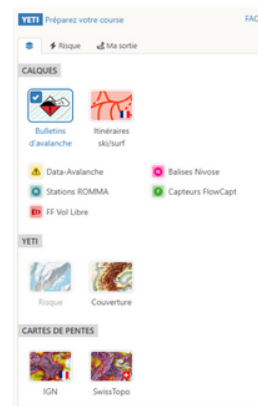 YETI Préparez votre course FAC
Risque Ma sortie
CALQUES
Bulletins
d'avalanche
Itinéraires
ski/surf
Data-Avalanche Balises Nivose
Stations ROMMA Capteurs FlowCapt
FF Vol Libre
YETI
Risque Couverture
CARTES DE PENTES
IGN SwissTopo